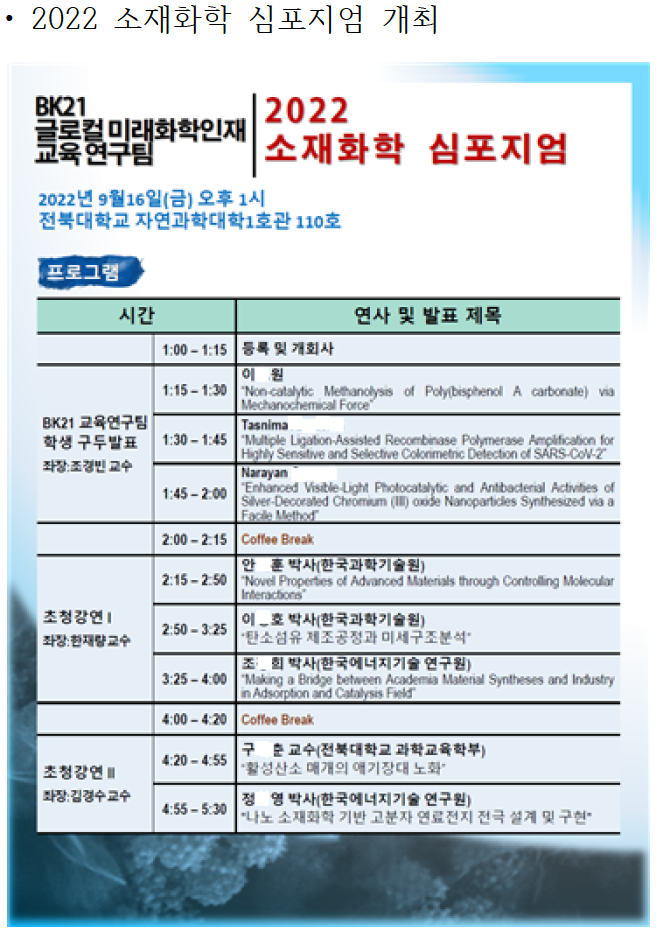 • 2022 소재화학 심포지엄 개최
BK21
글로컬 미래화학인재
교육 연구팀
2022
소재화학 심포지엄
2022년 9월16일(금) 오후 1시
전북대학교 자연과학대학1호관 110호
프로그램
시간 연사 및 발표 제목
1:00 – 1:15 등록 및 개회사
BK21 교육연구팀
학생 구두발표
좌장:조경빈 교수
1:15 – 1:30 이 원
“Non-catalytic Methanolysis of Poly(bisphenol A carbonate) via
Mechanochemical Force”
1:30 – 1:45 Tasnima
“Multiple Ligation-Assisted Recombinase Polymerase Amplification for
Highly Sensitive and Selective Colorimetric Detection of SARS-CoV-2”
1:45 – 2:00 Narayan
“Enhanced Visible-Light Photocatalytic and Antibacterial Activities of
Silver-Decorated Chromium (III) oxide Nanoparticles Synthesized via a
Facile Method”
2:00 – 2:15 Coffee Break
초청강연 I
좌장:한재량교수
2:15 – 2:50 안 훈 박사(한국과학기술원)
“Novel Properties of Advanced Materials through Controlling Molecular
Interactions”
2:50 – 3:25 이 호 박사(한국과학기술원)
“탄소섬유 제조공정과 미세구조분석”
3:25 – 4:00 조 희 박사(한국에너지기술 연구원)
“Making a Bridge between Academia Material Syntheses and Industry
in Adsorption and Catalysis Field”
4:00 – 4:20 Coffee Break
초청강연 II
좌장:김경수교수
4:20 – 4:55 구 춘 교수(전북대학교 과학교육학부)
“활성산소 매개의 애기장대 노화”
4:55 – 5:30 정 영 박사(한국에너지기술 연구원)
"나노 소재화학 기반 고분자 연료전지 전극 설계 및 구현"